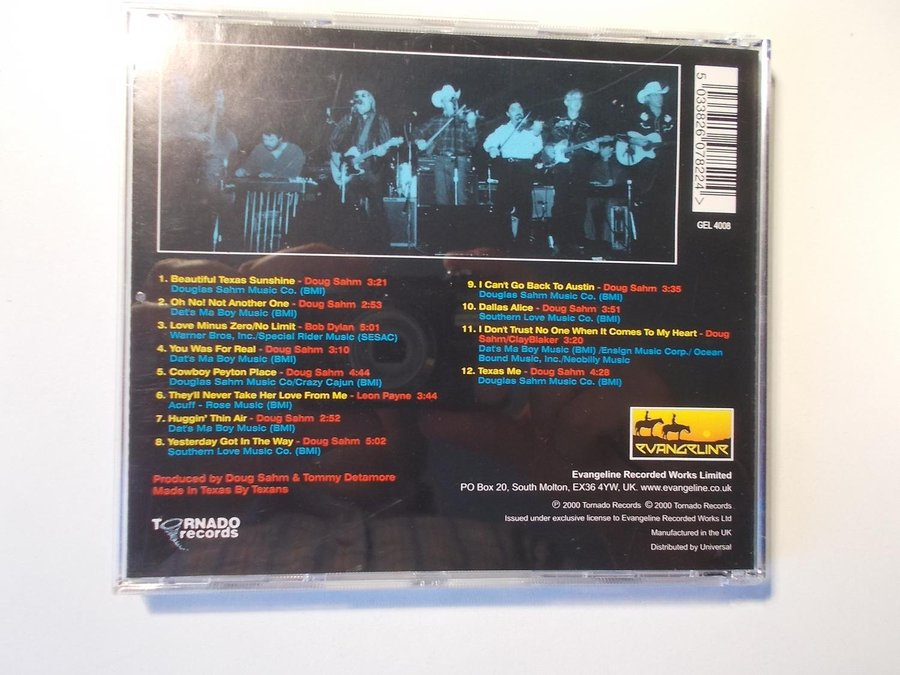 5 033826 078224 >
GEL 4008
1. Beautiful Texas Sunshine - Doug Sahm 3:21
Douglas Sahm Music Co. (BMI)
2. Oh No! Not Another One - Doug Sahm 2:53
Dat's Ma Boy Music (BMI)
3. Love Minus Zero/No Limit - Bob Dylan 6:01
Warner Bros, Inc./Special Rider Music (SESAC)
4. You Was For Real - Doug Sahm 3:10
Dat's Ma Boy Music (BMI)
5. Cowboy Peyton Place - Doug Sahm 4:44
Douglas Sahm Music Co/Crazy Cajun (BMI)
6. They'll Never Take Her Love From Me - Leon Payne 3:44
Acuff - Rose Music (BMI)
7. Huggin' Thin Air - Doug Sahm 2:52
Dat's Ma Boy Music (BMI)
8. Yesterday Got In The Way - Doug Sahm 5:02
Southern Love Music Co. (BMI)
9. I Can't Go Back To Austin - Doug Sahm 3:35
Douglas Sahm Music Co. (BMI)
10. Dallas Alice - Doug Sahm 3:51
Southern Love Music Co. (BMI)
11. I Don't Trust No One When It Comes To My Heart - Doug
Sahm/ClayBlaker 3:20
Dat's Ma Boy Music (BMI) /Ensign Music Corp./ Ocean
Bound Music, Inc./Neobilly Music
12. Texas Me - Doug Sahm 4:28
Douglas Sahm Music Co. (BMI)
Produced by Doug Sahm & Tommy Detamore
Made In Texas By Texans
TORNADO
records
EVANGELINE
Evangeline Recorded Works Limited
PO Box 20, South Molton, EX36 4YW, UK. www.evangeline.co.uk
℗ 2000 Tornado Records © 2000 Tornado Records
Issued under exclusive license to Evangeline Recorded Works Ltd
Manufactured in the UK
Distributed by Universal